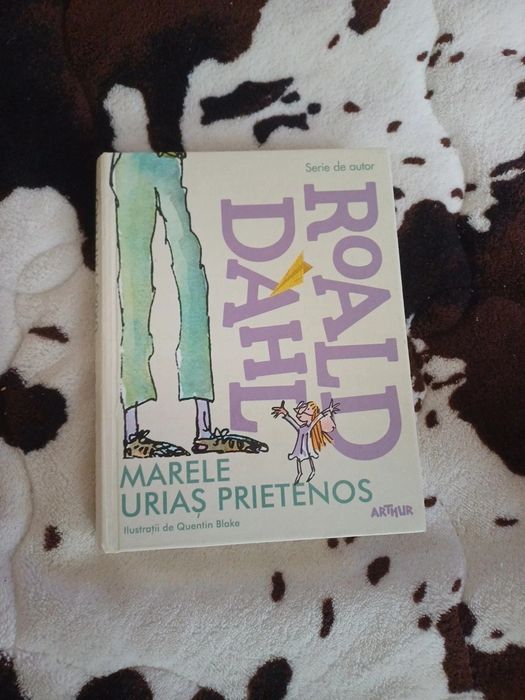 Serie de autor
ROALD
DAHL
MARELE
URIAȘ PRIETENOS
Ilustrații de Quentin Blake
ARTHUR